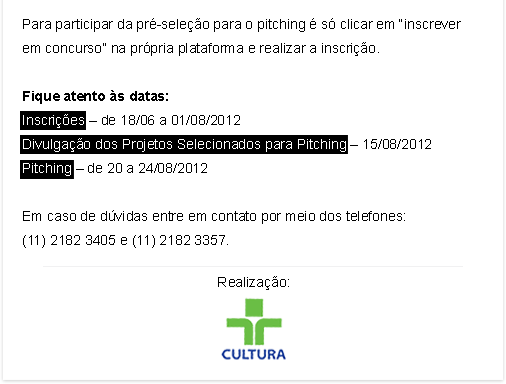 Para participar da pré-seleção para o pitching é só clicar em “inscrever
em concurso” na própria plataforma e realizar a inscrição.
Fique atento às datas:
Inscrições – de 18/06 a 01/08/2012
Divulgação dos Projetos Selecionados para Pitching – 15/08/2012
Pitching – de 20 a 24/08/2012
Em caso de dúvidas entre em contato por meio dos telefones:
(11) 2182 3405 e (11) 2182 3357.
Realização:
CULTURA